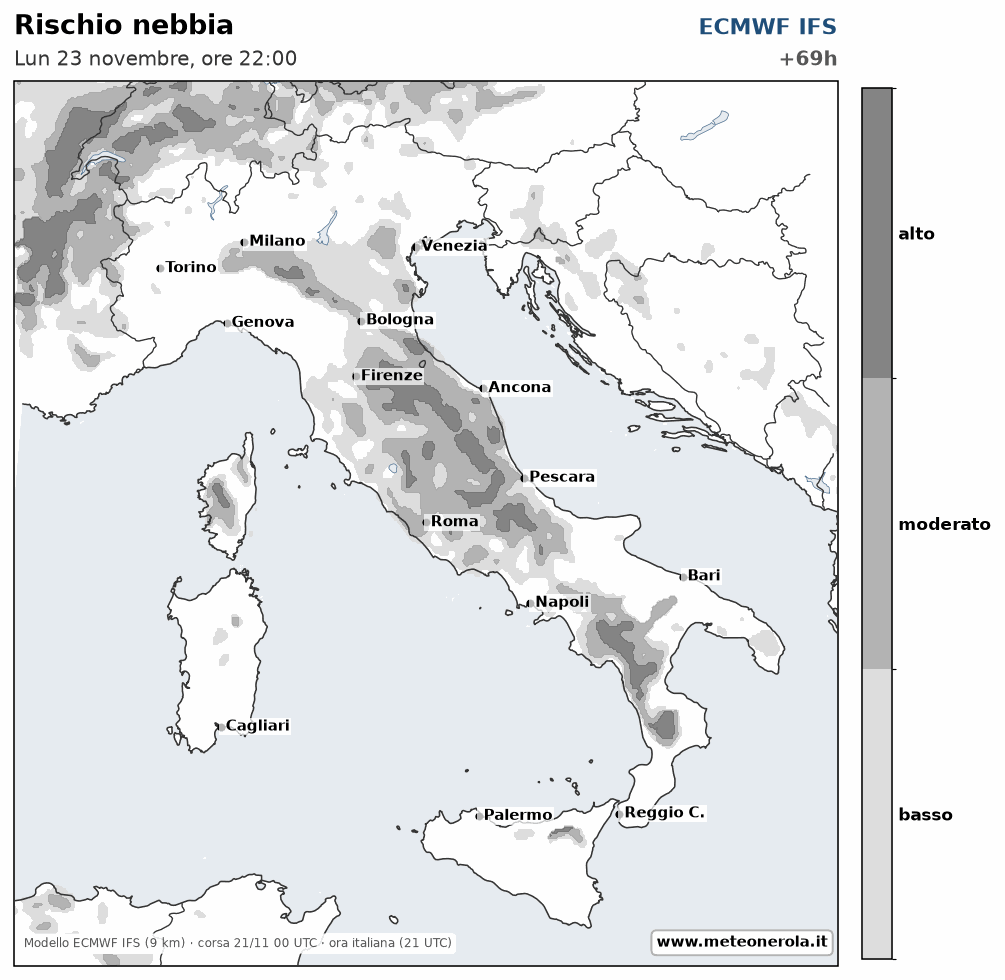 Rischio nebbia
ECMWF IFS
Lun 23 novembre, ore 22:00
+69h
alto
moderato
basso
Milano
Venezia
Torino
Genova
Bologna
Firenze
Ancona
Pescara
Roma
Bari
Napoli
Cagliari
Palermo
Reggio C.
Modello ECMWF IFS (9 km) · corsa 21/11 00 UTC · ora italiana (21 UTC)
www.meteonerola.it